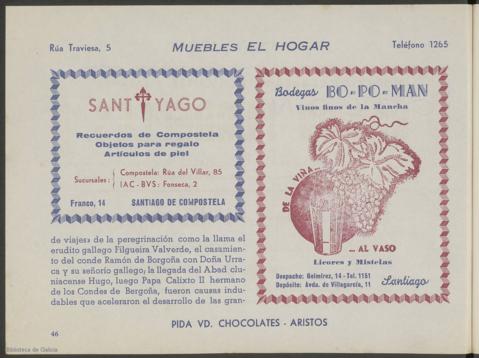 Rúa Traviesa, 5 MUEBLES EL HOGAR Teléfono 1265
SANT YAGO
Recuerdos de Compostela
Objetos para regalo
Artículos de piel
Sucursales: Compostela: Rúa del Villar, 85
IAC - BVS: Fonseca, 2
Franco, 14 SANTIAGO DE COMPOSTELA
de viajes» de la peregrinación como la llama el
erudito gallego Filgueira Valverde, el casamien-
to del conde Ramón de Borgoña con Doña Urra-
ca y su señorio gallego; la llegada del Abad clu-
niacense Hugo, luego Papa Calixto II hermano
de los Condes de Bergoña, fueron causas indu-
dables que aceleraron el desarrollo de las gran-
Bodegas BO-PO-MAN
Vinos finos de la Mancha
DE LA VIÑA...
... AL VASO
Licores y Mistelas
Despacho: Gelmírez, 14 - Tel. 1151
Depósito: Avda. de Villagarcía, 11 Santiago
PIDA VD. CHOCOLATES - ARISTOS
46
Biblioteca de Galicia